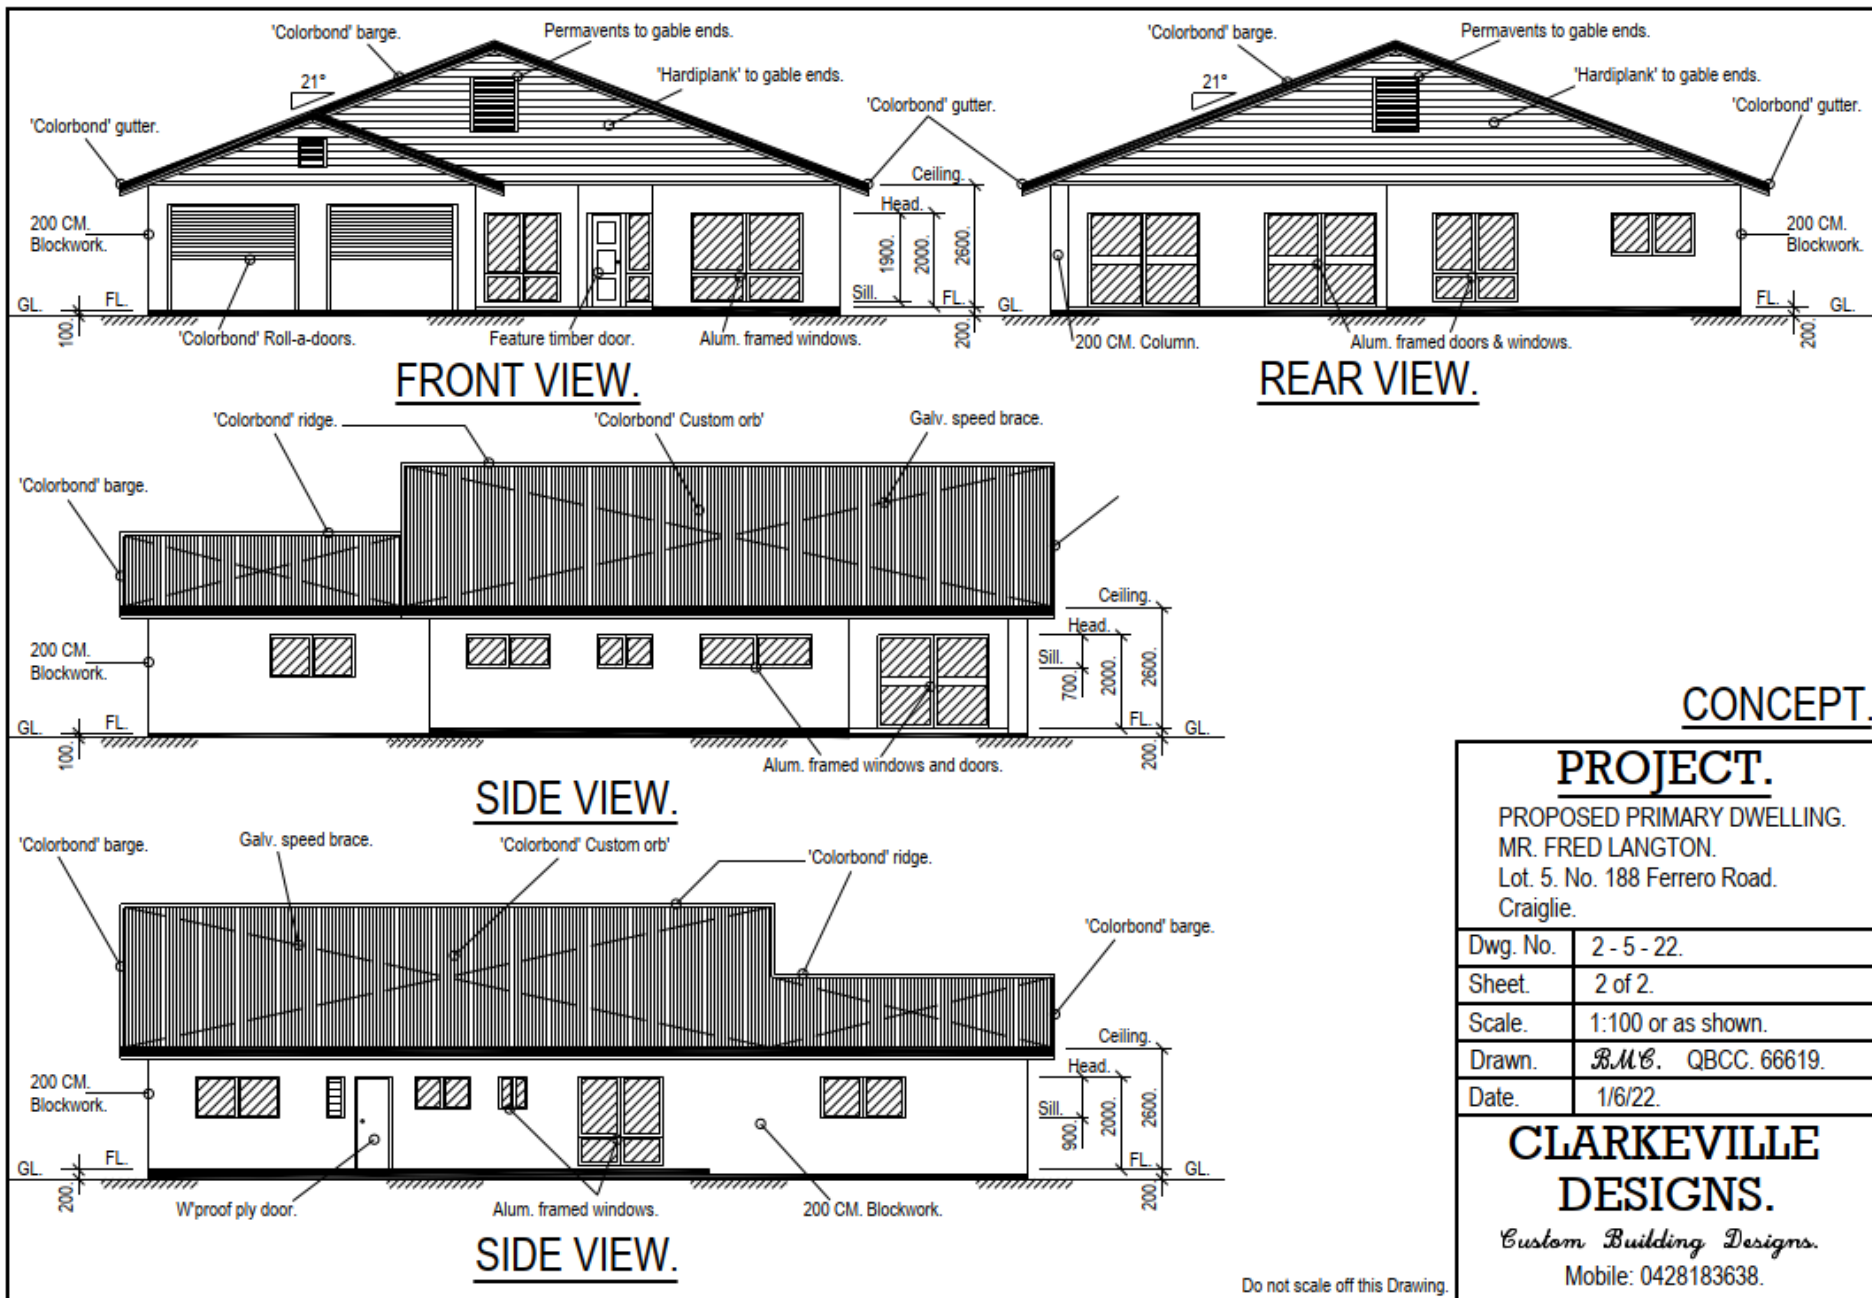 'Colorbond' barge.
Permavents to gable ends.
21°
'Hardiplank' to gable ends.
'Colorbond' gutter.
'Colorbond' gutter.
Ceiling.
Head.
200 CM.
Blockwork.
1900.
2000.
2600.
Sill.
GL.
FL.
FL.
100.
200.
'Colorbond' Roll-a-doors.
Feature timber door.
Alum. framed windows.
FRONT VIEW.
'Colorbond' barge.
Permavents to gable ends.
21°
'Hardiplank' to gable ends.
'Colorbond' gutter.
200 CM.
Blockwork.
GL.
FL.
GL.
200.
200 CM. Column.
Alum. framed doors & windows.
REAR VIEW.
'Colorbond' ridge.
'Colorbond' Custom orb'
Galv. speed brace.
'Colorbond' barge.
Ceiling.
Head.
200 CM.
Blockwork.
Sill.
700.
2000.
2600.
GL.
FL.
FL.
GL.
100.
200.
Alum. framed windows and doors.
SIDE VIEW.
'Colorbond' barge.
Galv. speed brace.
'Colorbond' Custom orb'
'Colorbond' ridge.
'Colorbond' barge.
Ceiling.
Head.
200 CM.
Blockwork.
Sill.
900.
2000.
2600.
GL.
FL.
FL.
GL.
200.
200.
W'proof ply door.
Alum. framed windows.
200 CM. Blockwork.
SIDE VIEW.
Do not scale off this Drawing.
CONCEPT.
PROJECT.
PROPOSED PRIMARY DWELLING.
MR. FRED LANGTON.
Lot. 5. No. 188 Ferrero Road.
Craiglie.
Dwg. No. 2 - 5 - 22.
Sheet. 2 of 2.
Scale. 1:100 or as shown.
Drawn. BMC. QBCC. 66619.
Date. 1/6/22.
CLARKEVILLE
DESIGNS.
Custom Building Designs.
Mobile: 0428183638.